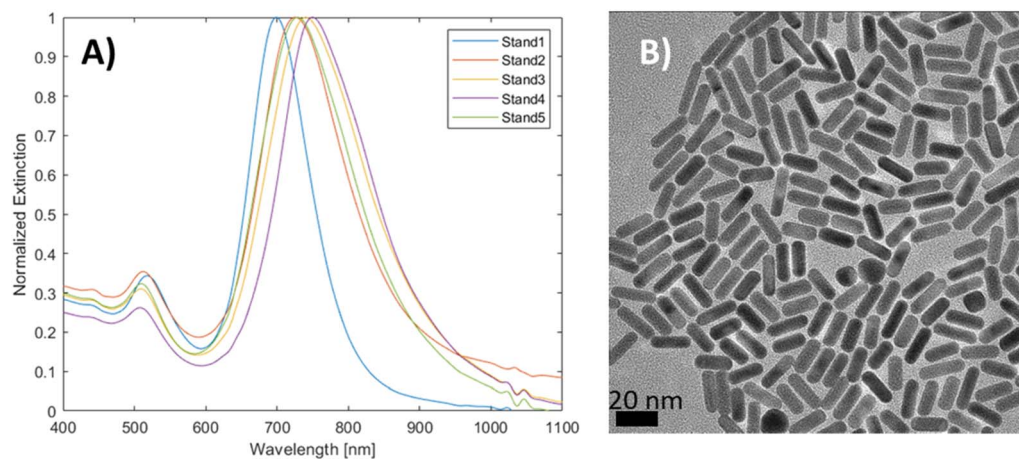 A)
Stand1
Stand2
Stand3
Stand4
Stand5
1
0.9
0.8
0.7
0.6
0.5
0.4
0.3
0.2
0.1
0
Normalized Extinction
400 500 600 700 800 900 1000 1100
Wavelength [nm]
B)
20 nm